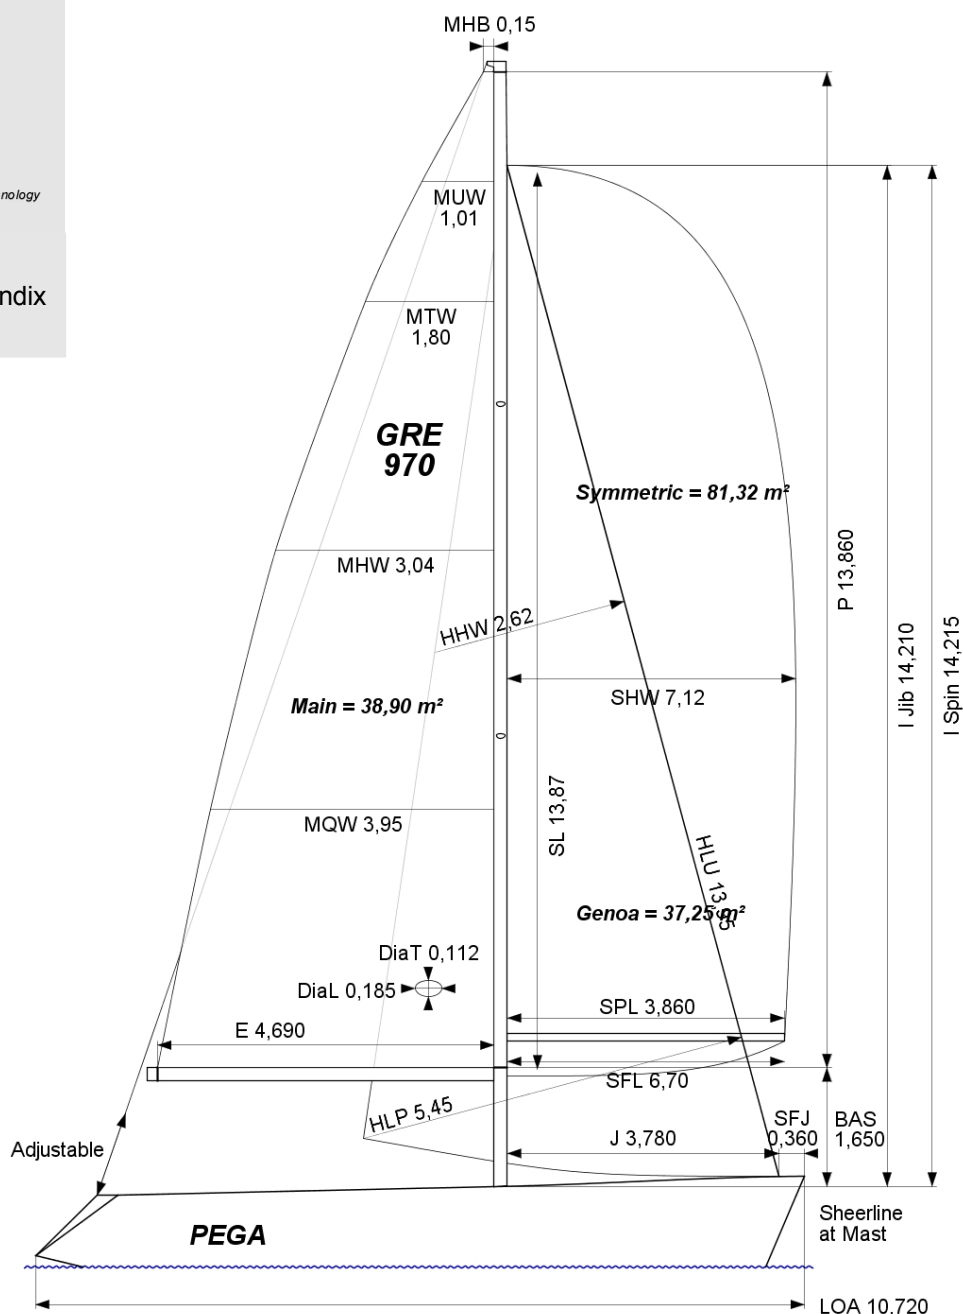 MHB 0,15
nology
MUW
1,01
ndix
MTW
1,80
GRE
970
Symmetric = 81,32 m²
P 13,860
MHW 3,04
HHW 2,62
I Jib 14,210
I Spin 14,215
SHW 7,12
Main = 38,90 m²
SL 13,87
MQW 3,95
Genoa = 37,25 m²
DiaT 0,112
DiaL 0,185
SPL 3,860
E 4,690
SFL 6,70
HLP 5,45
SFJ
0,360
BAS
1,650
J 3,780
Adjustable
Sheerline
at Mast
PEGA
LOA 10.720